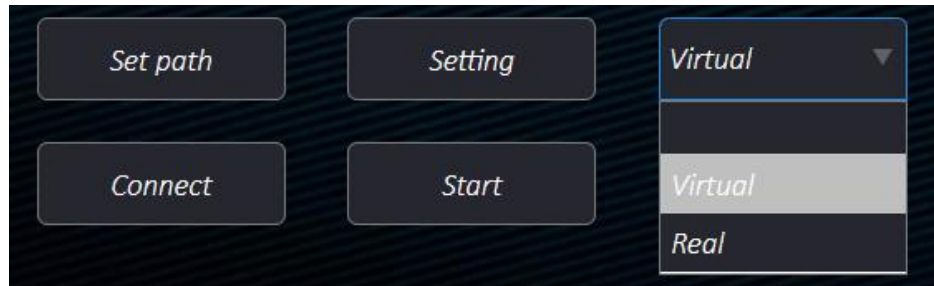 Set path
Setting
Virtual
Connect
Start
Virtual
Real